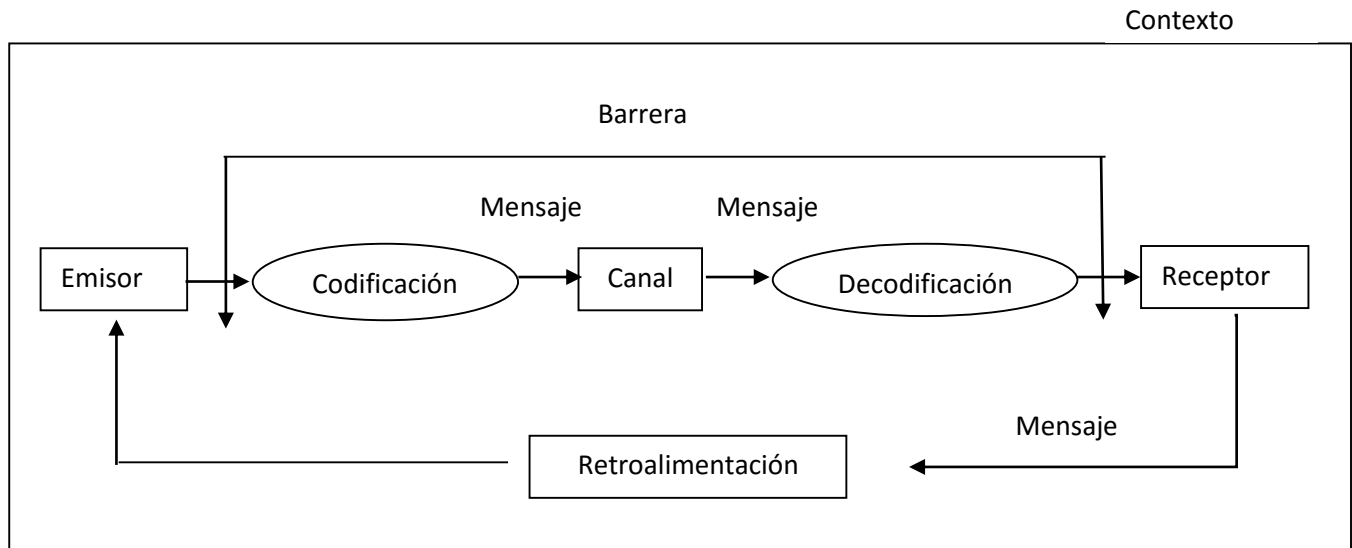 Contexto
Barrera
Mensaje Mensaje
Emisor Codificación Canal Decodificación Receptor
Mensaje
Retroalimentación